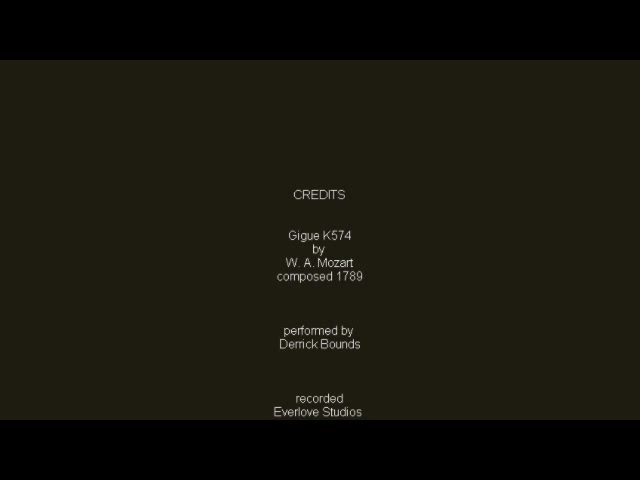 CREDITS
Gigue K574
by
W. A. Mozart
composed 1789
performed by
Derrick Bounds
recorded
Everlove Studios